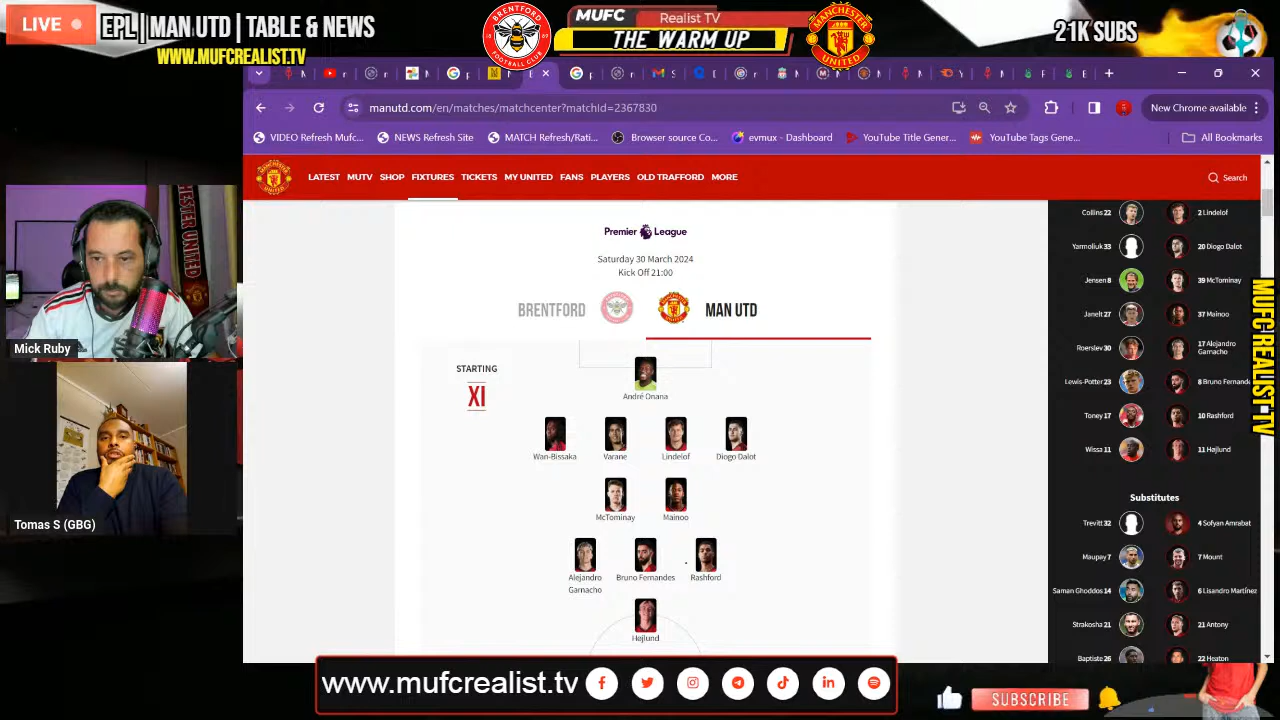 LIVE
EPL | MAN UTD | TABLE & NEWS
WWW.MUFCREALIST.TV
MUFC
Realist TV
THE WARM UP
21K SUBS
manutd.com/en/matches/matchcenter?matchId=2367830
New Chrome available
VIDEO Refresh Mufc...
NEWS Refresh Site
MATCH Refresh/Rati...
Browser source Co...
evmux - Dashboard
YouTube Title Gener...
YouTube Tags Gene...
All Bookmarks
LATEST
MUTV
SHOP
FIXTURES
TICKETS
MY UNITED
FANS
PLAYERS
OLD TRAFFORD
MORE
Search
Premier League
Saturday 30 March 2024
Kick Off 21:00
BRENTFORD
MAN UTD
STARTING
XI
André Onana
Wan-Bissaka
Varane
Lindelof
Diogo Dalot
McTominay
Mainoo
Alejandro
Garnacho
Bruno Fernandes
Rashford
Højlund
Collins 22
2 Lindelof
Yarmoliuk 33
20 Diogo Dalot
Jensen 8
39 McTominay
Janelt 27
37 Mainoo
Roerslev 30
17 Alejandro
Garnacho
Lewis-Potter 23
8 Bruno Fernande
Toney 17
10 Rashford
Wissa 11
11 Højlund
Substitutes
Trevitt 32
4 Sofyan Amrabat
Maupay 7
7 Mount
Saman Ghoddos 14
6 Lisandro Martínez
Strakosha 21
21 Antony
Baptiste 26
22 Heaton
MUFC REALIST TV
Mick Ruby
Tomas S (GBG)
www.mufcrealist.tv
SUBSCRIBE